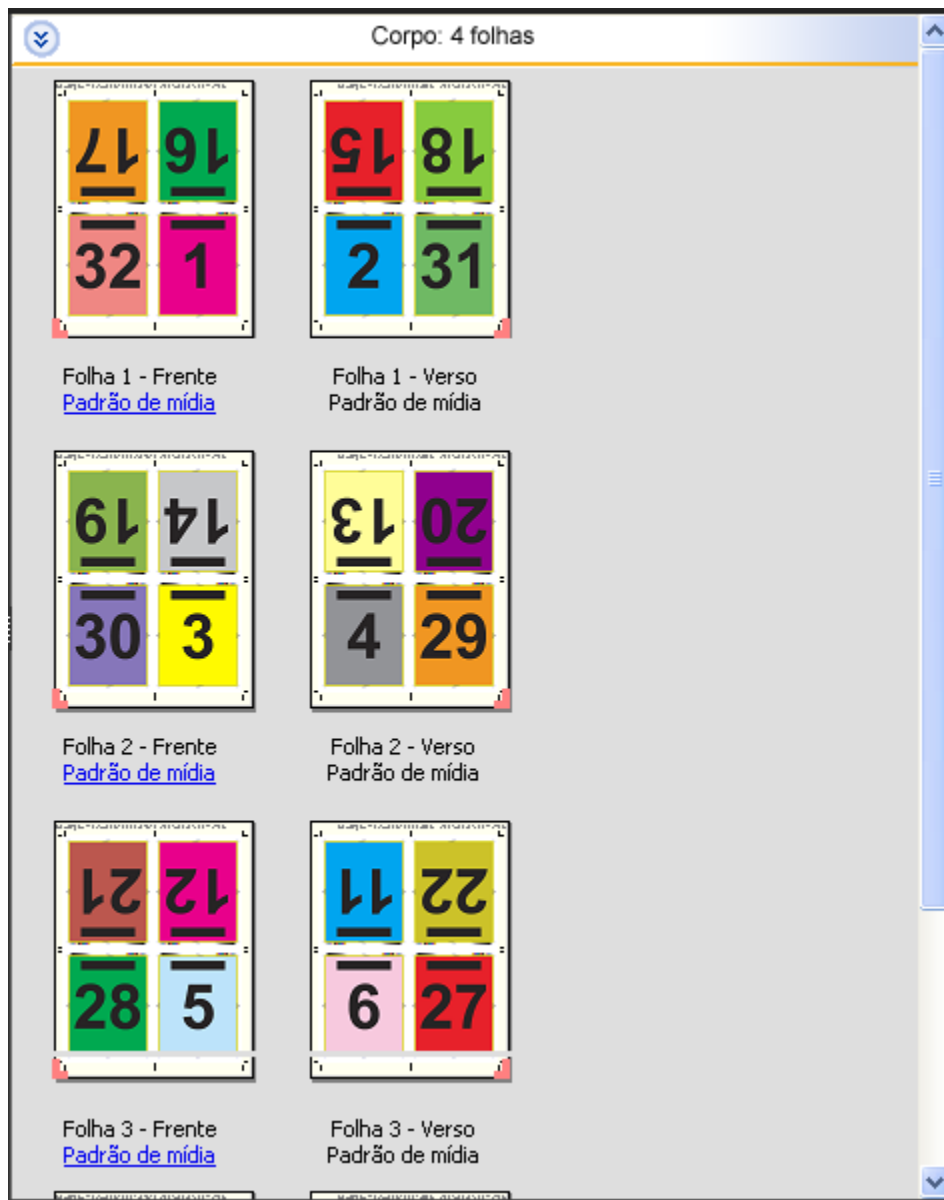 Corpo: 4 folhas
17 16
32 1
15 18
2 31
Folha 1 - Frente
Padrão de mídia
Folha 1 - Verso
Padrão de mídia
19 14
30 3
13 20
4 29
Folha 2 - Frente
Padrão de mídia
Folha 2 - Verso
Padrão de mídia
21 12
28 5
11 22
6 27
Folha 3 - Frente
Padrão de mídia
Folha 3 - Verso
Padrão de mídia